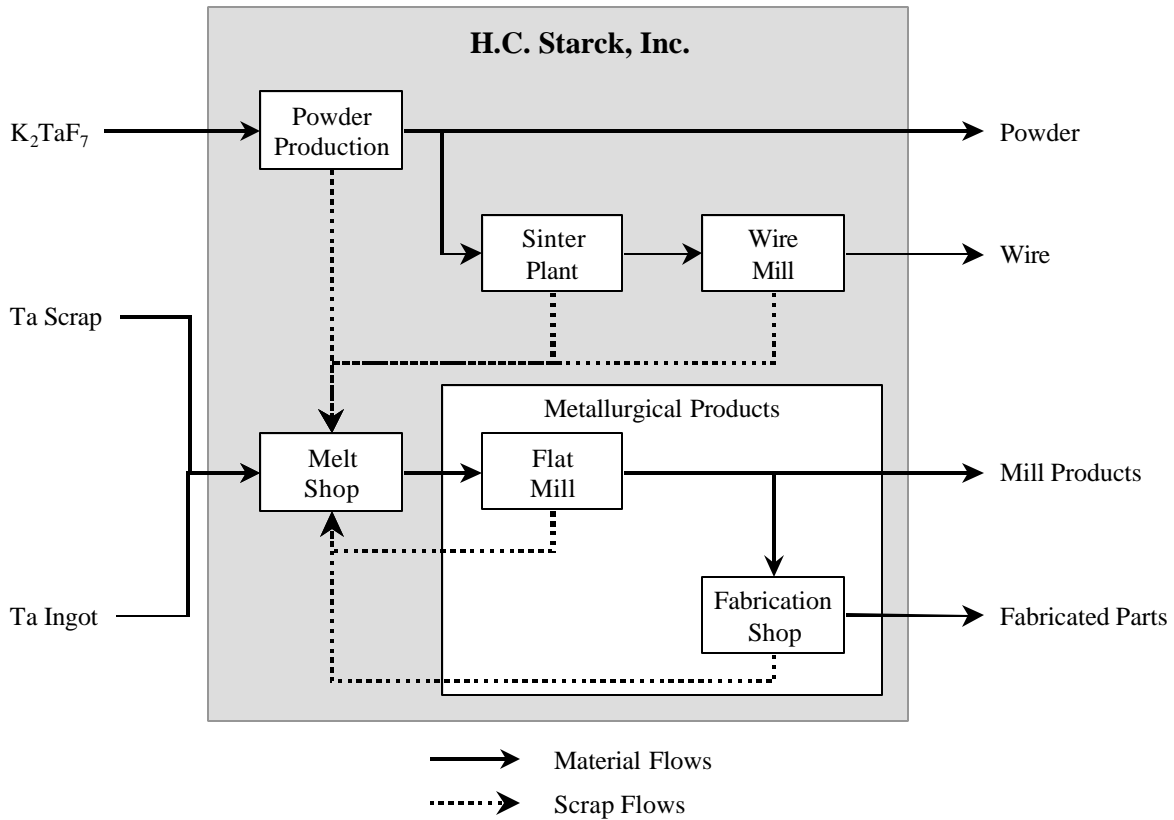 H.C. Starck, Inc.
K₂TaF₇
Powder
Production
Powder
Sinter
Plant
Wire
Mill
Wire
Ta Scrap
Metallurgical Products
Melt
Shop
Flat
Mill
Mill Products
Ta Ingot
Fabrication
Shop
Fabricated Parts
Material Flows
Scrap Flows